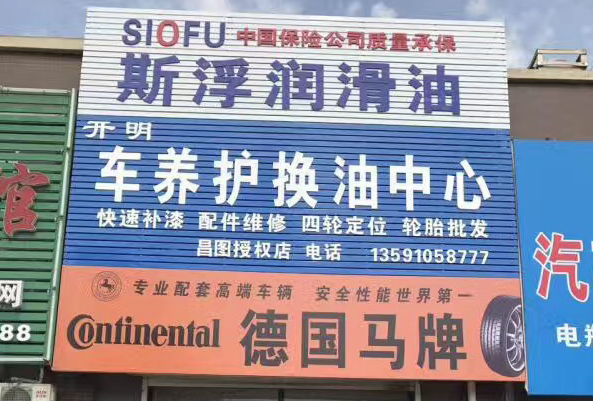 SIOFU 中国保险公司质量承保
斯浮润滑油
开明
车养护换油中心
快速补漆 配件维修 四轮定位 轮胎批发
昌图授权店 电话 13591058777
专业配套高端车辆 安全性能世界第一
Continental 德国马牌
馆
网
88
汽
电